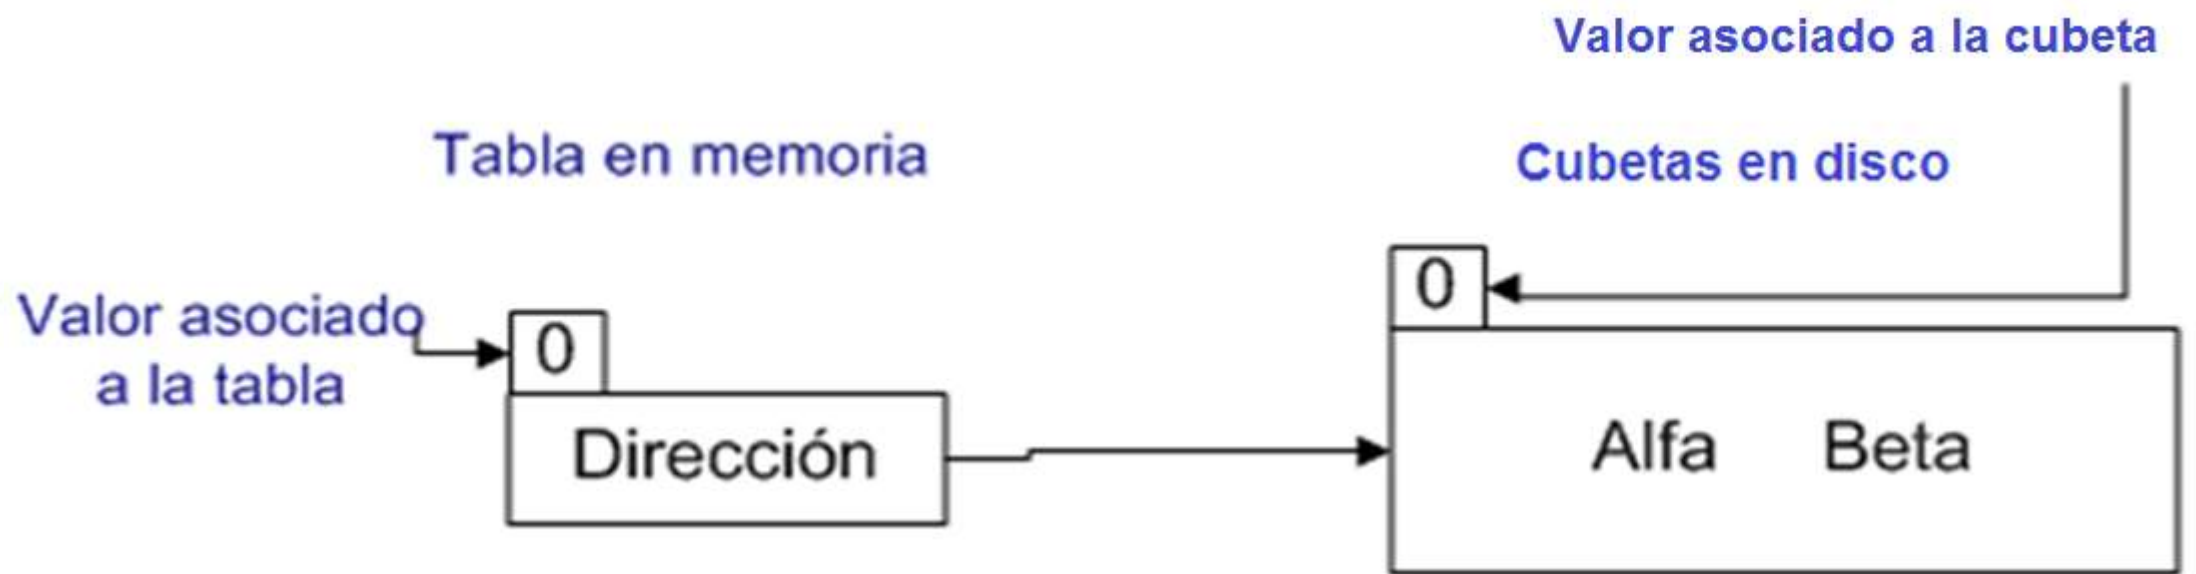 Valor asociado a la cubeta
Tabla en memoria
Cubetas en disco
Valor asociado
a la tabla
0
0
Dirección
Alfa Beta